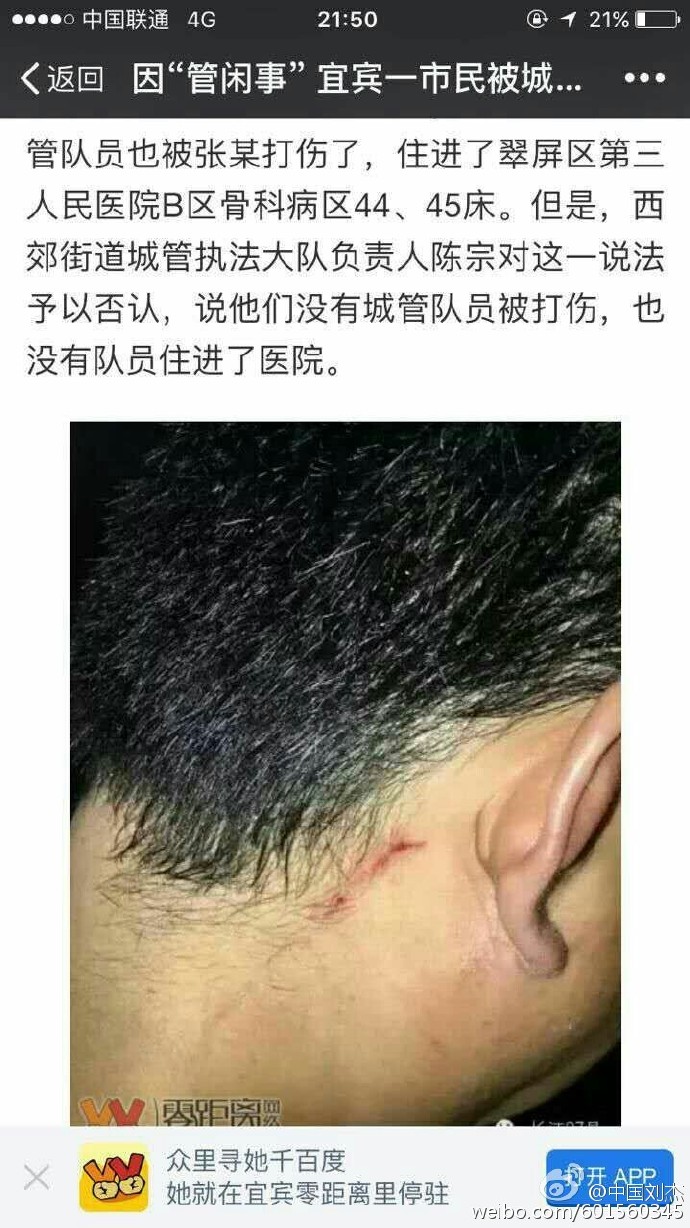 中国联通 4G 21:50 21%
返回 因“管闲事” 宜宾一市民被城...
管队员也被张某打伤了，住进了翠屏区第三
人民医院B区骨科病区44、45床。但是，西
郊街道城管执法大队负责人陈宗对这一说法
予以否认，说他们没有城管队员被打伤，也
没有队员住进了医院。
零距离网
众里寻她千百度
她就在宜宾零距离里停驻
打开 APP
@中国刘杰
weibo.com/601560345